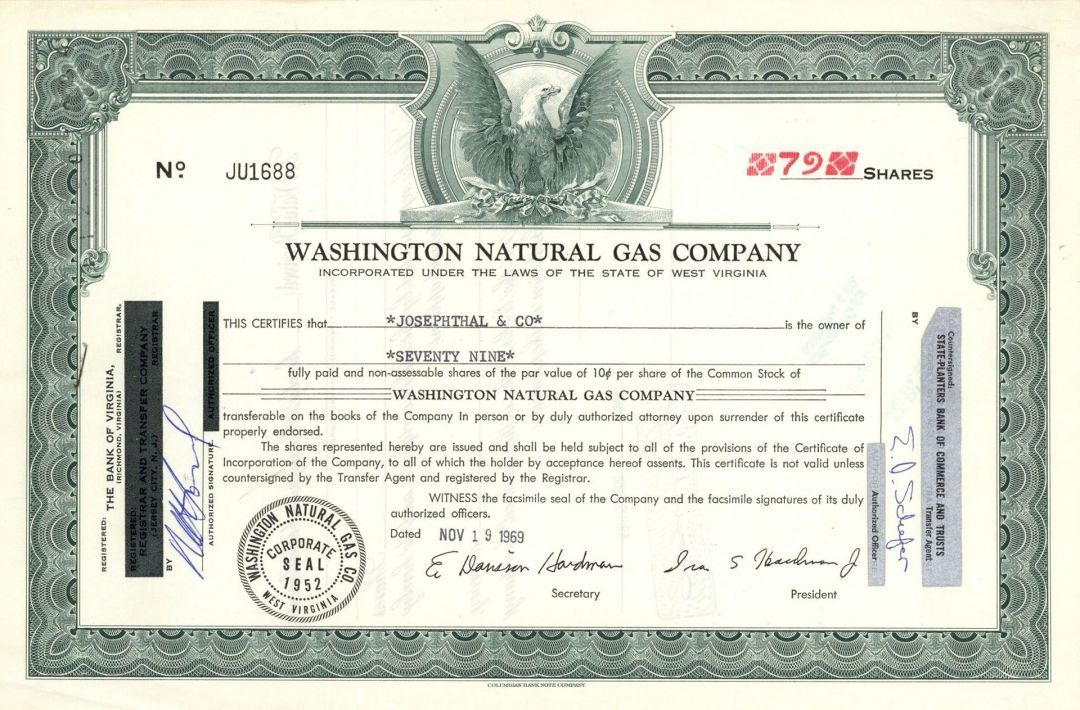 Nº JU1688
79 SHARES
WASHINGTON NATURAL GAS COMPANY
INCORPORATED UNDER THE LAWS OF THE STATE OF WEST VIRGINIA
THIS CERTIFIES that *JOSEPHTHAL & CO* is the owner of
*SEVENTY NINE*
fully paid and non-assessable shares of the par value of 10¢ per share of the Common Stock of
WASHINGTON NATURAL GAS COMPANY
transferable on the books of the Company In person or by duly authorized attorney upon surrender of this certificate
properly endorsed.
The shares represented hereby are issued and shall be held subject to all of the provisions of the Certificate of
Incorporation of the Company, to all of which the holder by acceptance hereof assents. This certificate is not valid unless
countersigned by the Transfer Agent and registered by the Registrar.
WITNESS the facsimile seal of the Company and the facsimile signatures of its duly
authorized officers.
Dated NOV 19 1969
Secretary
President
WASHINGTON NATURAL GAS CO.
WEST VIRGINIA
CORPORATE
SEAL
1952
REGISTERED:
THE BANK OF VIRGINIA,
(RICHMOND, VIRGINIA)
REGISTRAR.
REGISTERED:
REGISTRAR AND TRANSFER COMPANY
(JERSEY CITY, N.J.)
REGISTRAR
BY
AUTHORIZED SIGNATURE.
AUTHORIZED OFFICER
BY
Countersigned:
STATE-PLANTERS BANK OF COMMERCE AND TRUSTS
Transfer Agent
Authorized Officer
COLUMBIAN BANK NOTE COMPANY